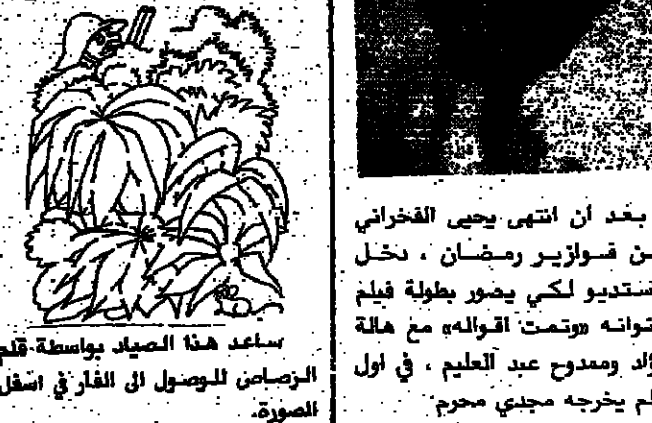 بعد أن انتهى يحيى الفخراني
ن فوازير رمضان ، دخل
ستديو لكي يصور بطولة فيلم
توانه «وتمت اقواله» مع هالة
ؤاد وممدوح عبد العليم ، في اول
لم يخرجه مجدي محرم
ساعد هذا الصياد بواسطة قلم
الرصاص للوصول الى الفار في اسفل
الصورة.